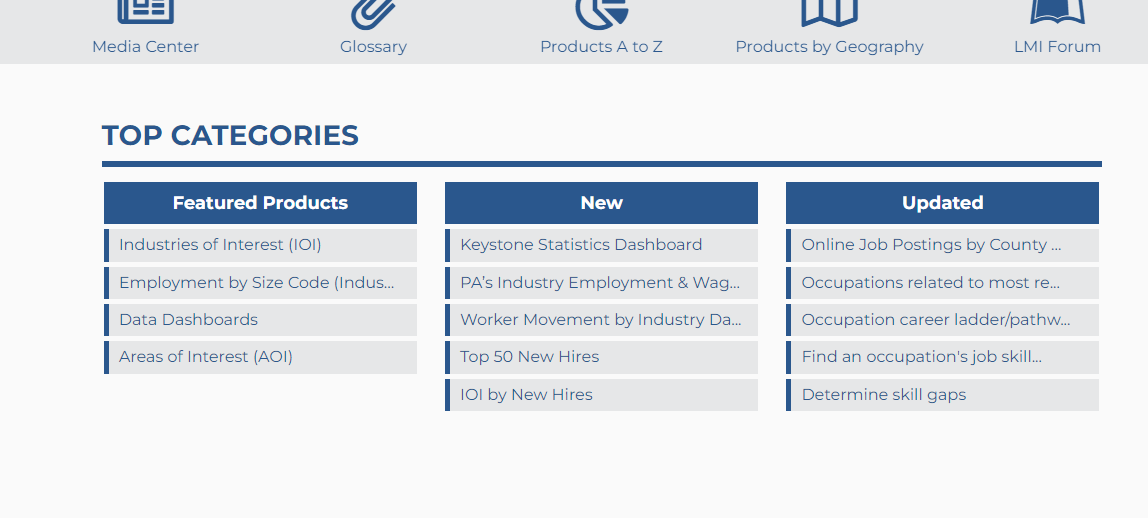 Media Center
Glossary
Products A to Z
Products by Geography
LMI Forum
TOP CATEGORIES
Featured Products
Industries of Interest (IOI)
Employment by Size Code (Indus...
Data Dashboards
Areas of Interest (AOI)
New
Keystone Statistics Dashboard
PA’s Industry Employment & Wag...
Worker Movement by Industry Da...
Top 50 New Hires
IOI by New Hires
Updated
Online Job Postings by County ...
Occupations related to most re...
Occupation career ladder/pathw...
Find an occupation's job skill...
Determine skill gaps